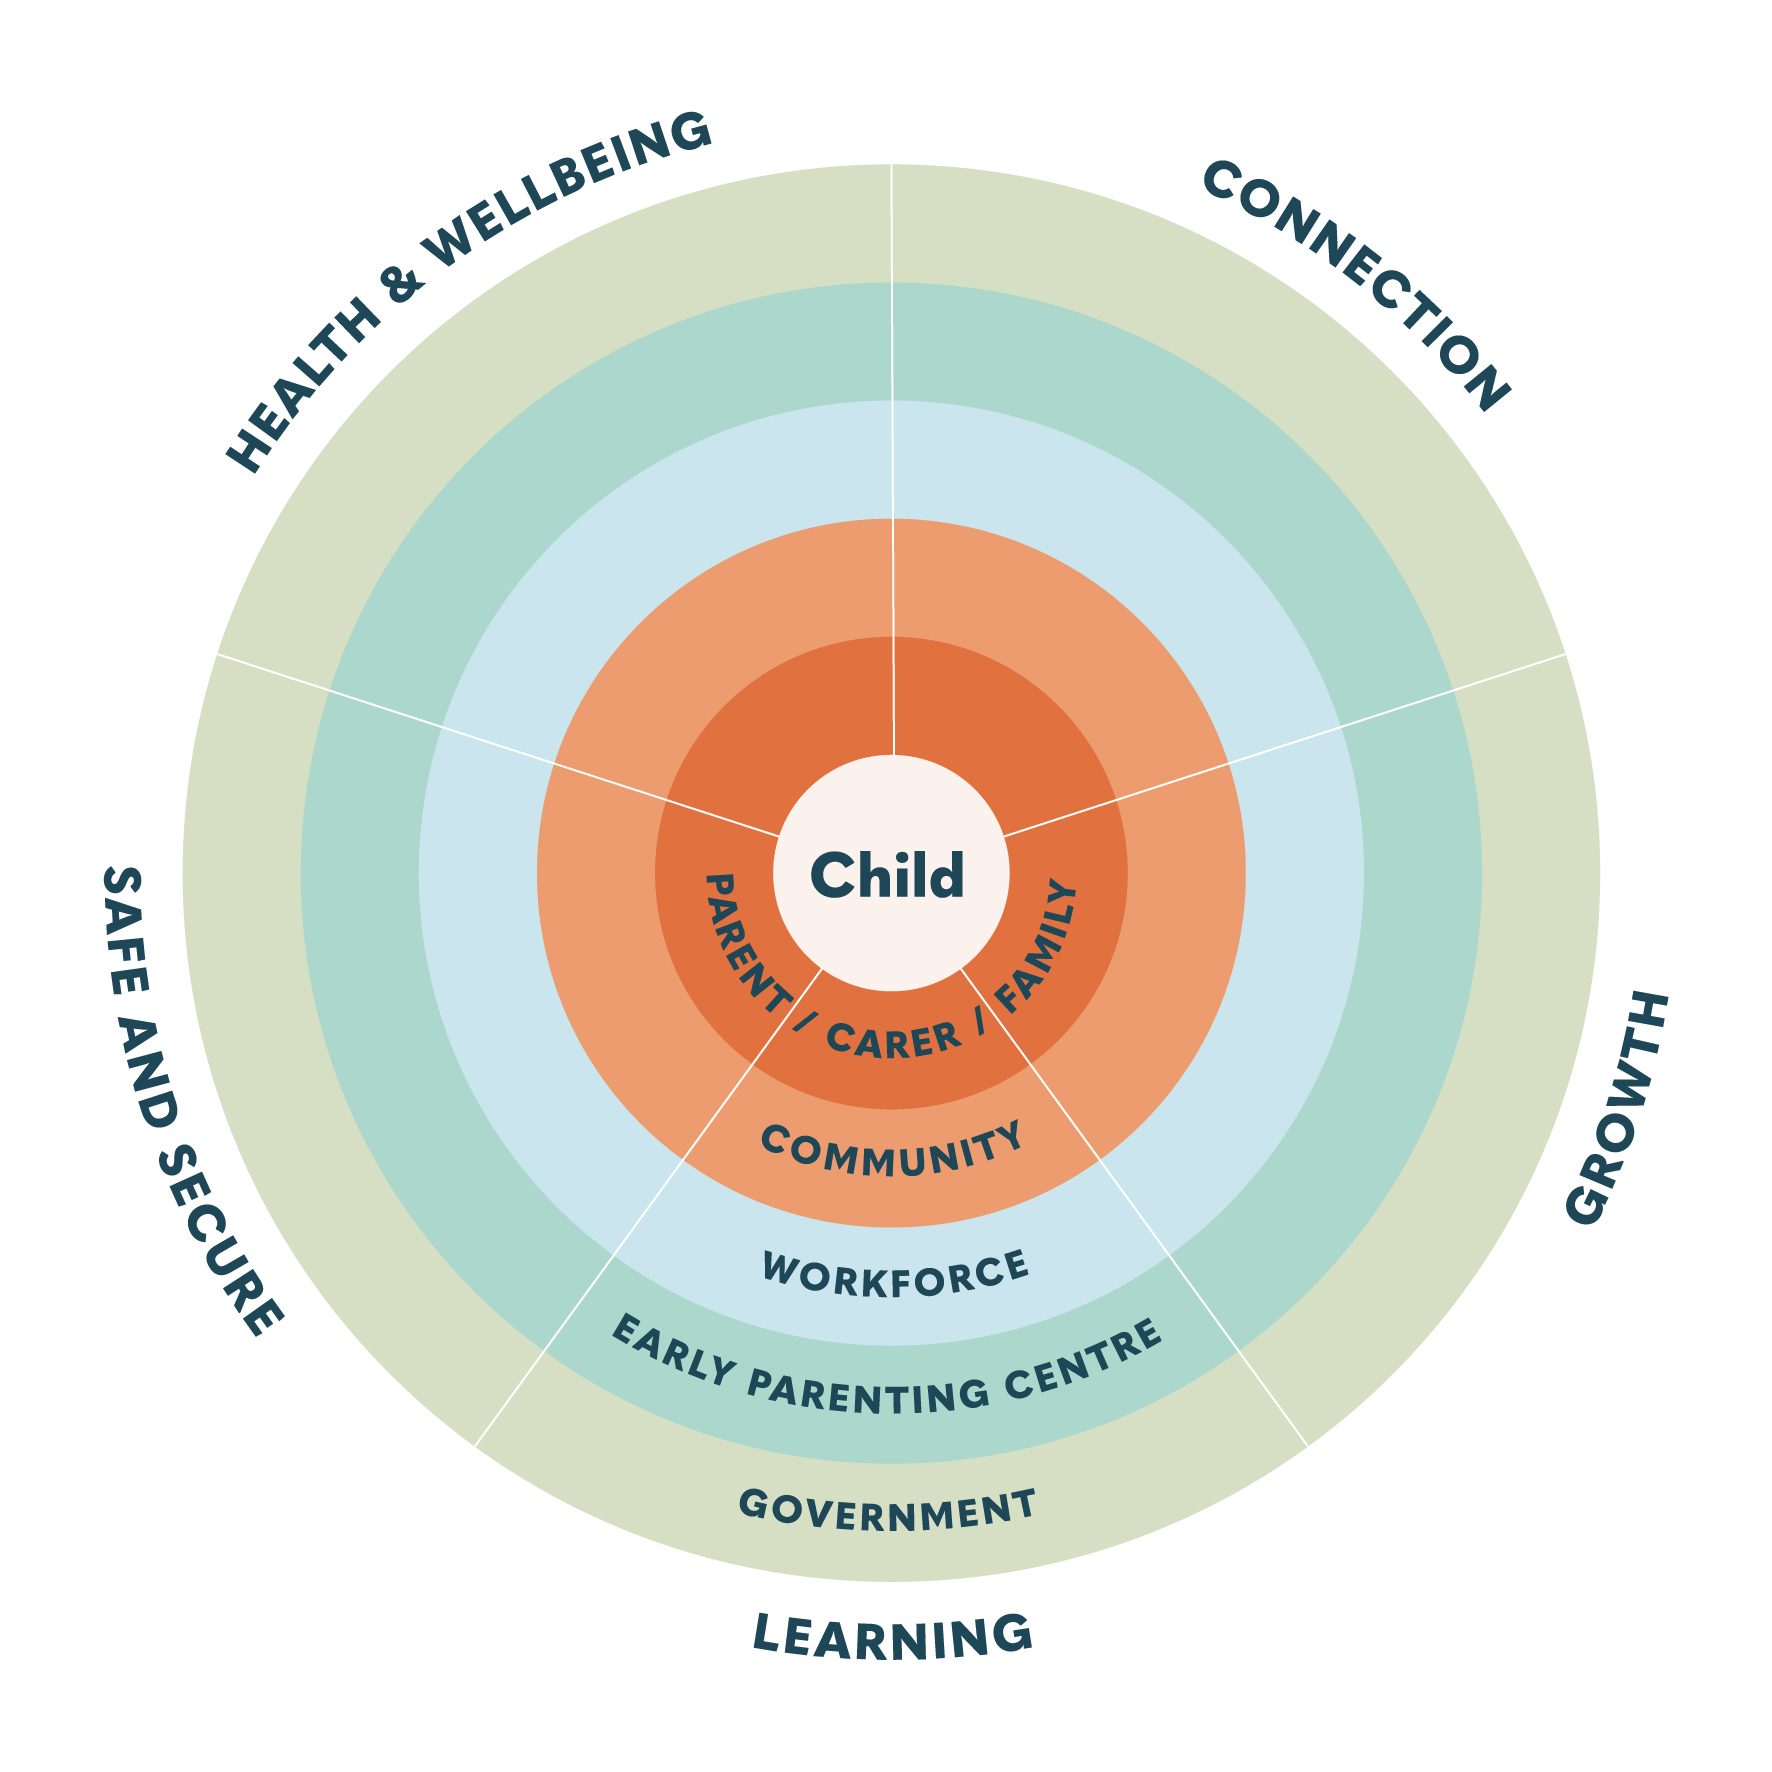 HEALTH & WELLBEING
CONNECTION
Child
PARENT / CARER / FAMILY
SAFE AND SECURE
GROWTH
COMMUNITY
WORKFORCE
EARLY PARENTING CENTRE
GOVERNMENT
LEARNING